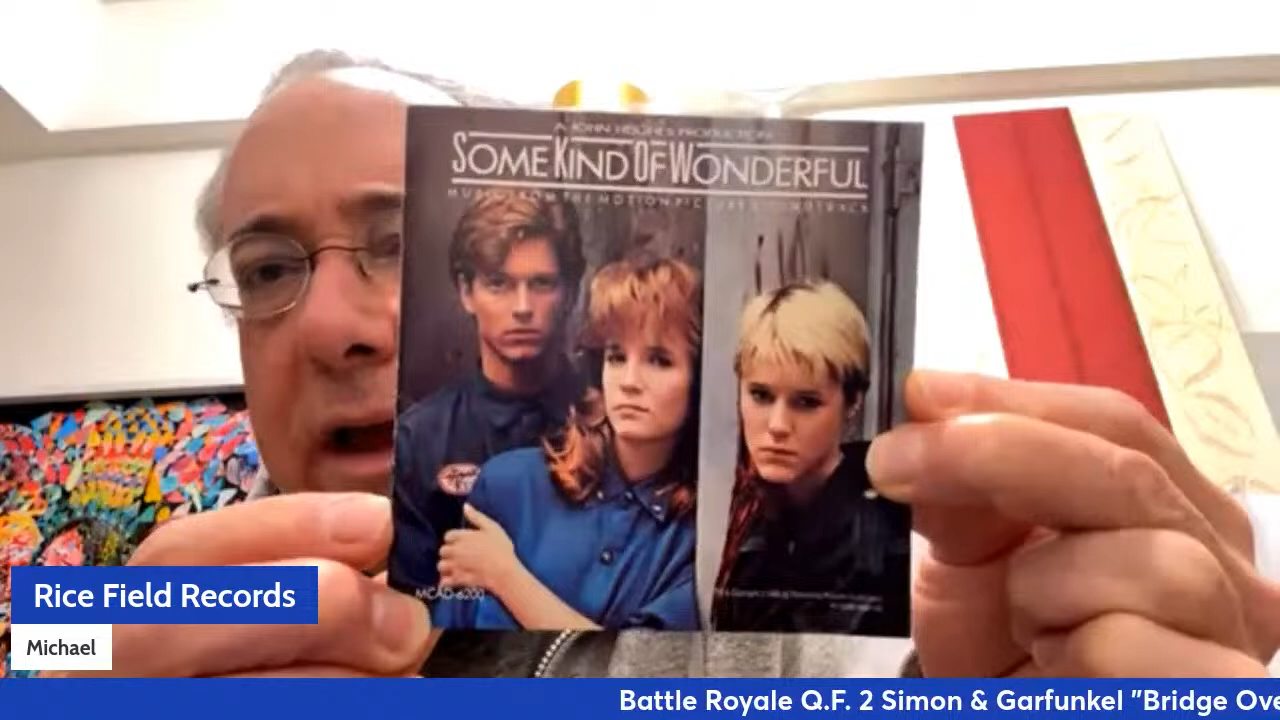 A JOHN HUGHES PRODUCTION
SOME KIND OF WONDERFUL
MUSIC FROM THE MOTION PICTURE SOUNDTRACK
MCAD-6200
Rice Field Records
Michael
Battle Royale Q.F. 2 Simon & Garfunkel "Bridge Ove